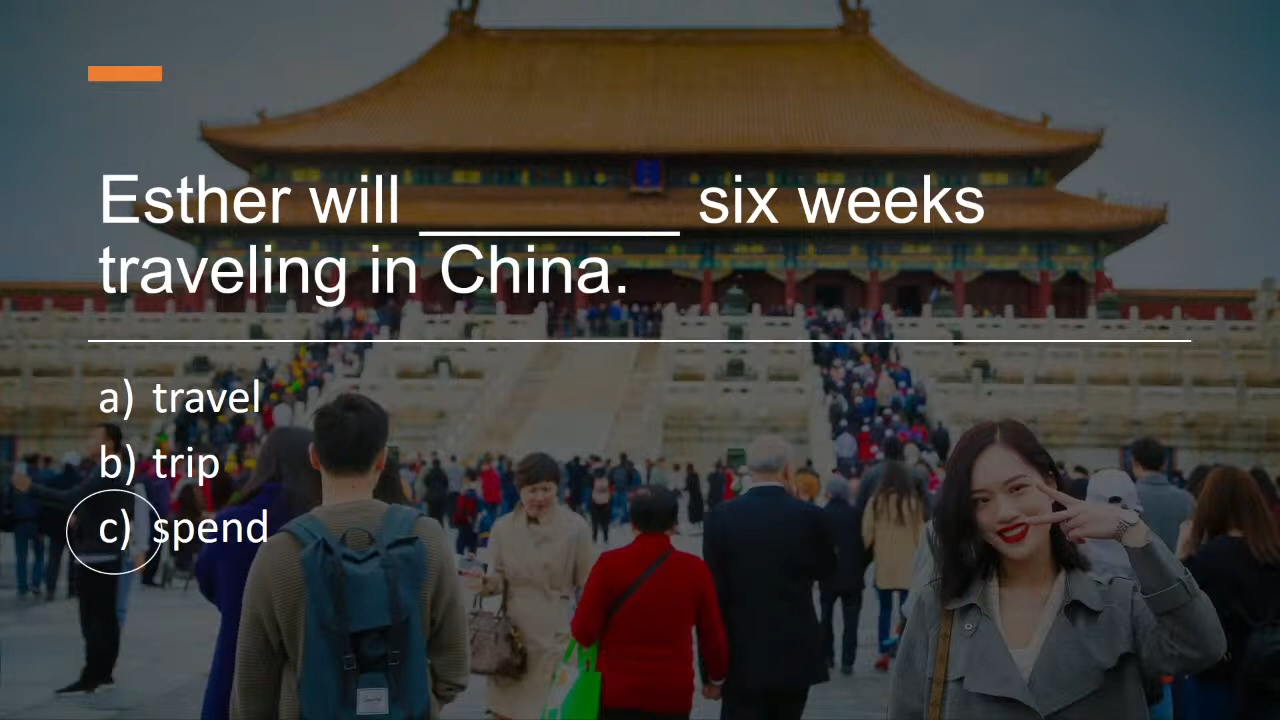 Esther will ________ six weeks
traveling in China.
a) travel
b) trip
c) spend